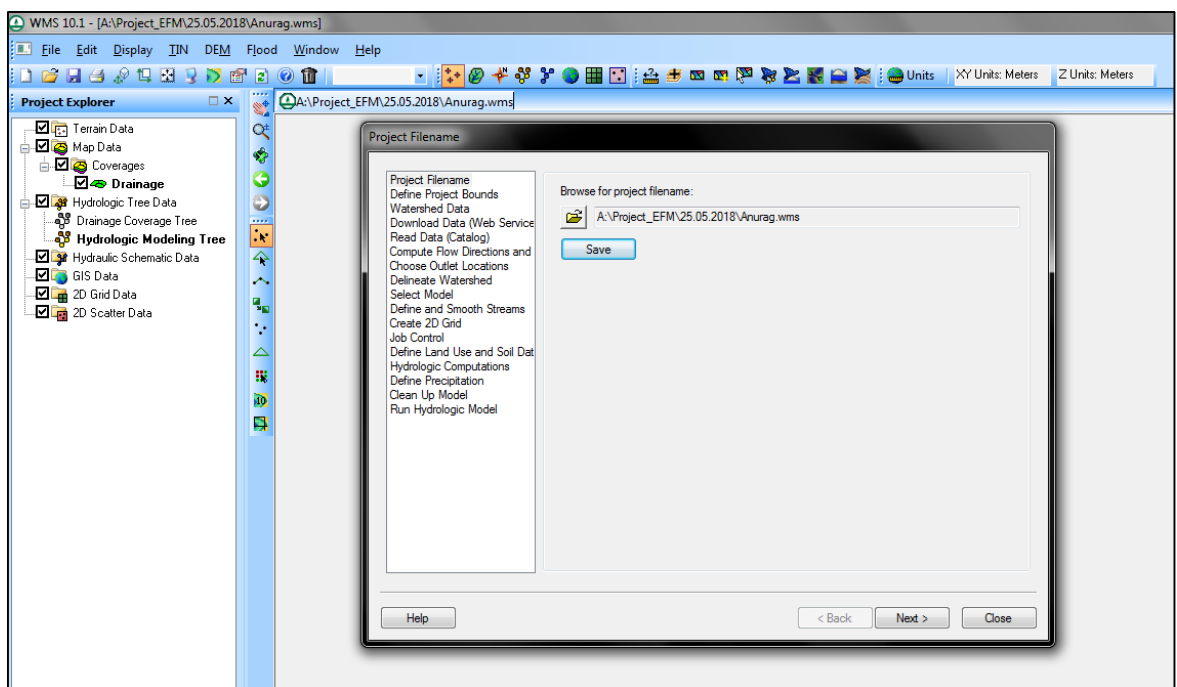 WMS 10.1 - [A:\Project_EFM\25.05.2018\Anurag.wms]
File Edit Display TIN DEM Flood Window Help
Units XY Units: Meters Z Units: Meters
Project Explorer
A:\Project_EFM\25.05.2018\Anurag.wms
Terrain Data
Map Data
Coverages
Drainage
Hydrologic Tree Data
Drainage Coverage Tree
Hydrologic Modeling Tree
Hydraulic Schematic Data
GIS Data
2D Grid Data
2D Scatter Data
Project Filename
Project Filename
Define Project Bounds
Watershed Data
Download Data (Web Service
Read Data (Catalog)
Compute Flow Directions and
Choose Outlet Locations
Delineate Watershed
Select Model
Define and Smooth Streams
Create 2D Grid
Job Control
Define Land Use and Soil Dat
Hydrologic Computations
Define Precipitation
Clean Up Model
Run Hydrologic Model
Browse for project filename:
A:\Project_EFM\25.05.2018\Anurag.wms
Save
Help
< Back Next > Close